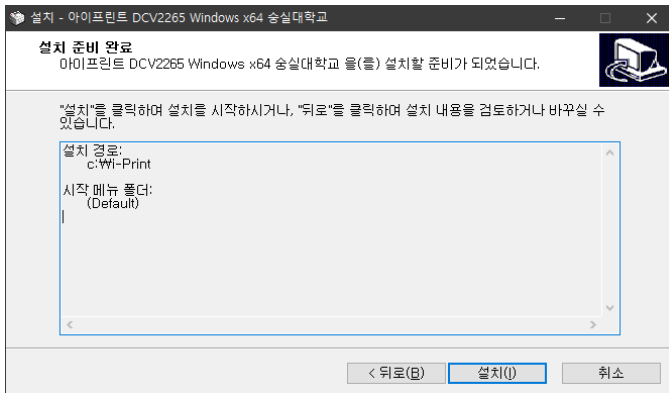 설치 - 아이프린트 DCV2265 Windows x64 숭실대학교
설치 준비 완료
아이프린트 DCV2265 Windows x64 숭실대학교 을(를) 설치할 준비가 되었습니다.
"설치"를 클릭하여 설치를 시작하시거나, "뒤로"를 클릭하여 설치 내용을 검토하거나 바꾸실 수
있습니다.
설치 경로:
c:₩i-Print
시작 메뉴 폴더:
(Default)
< 뒤로(B) 설치(I) 취소